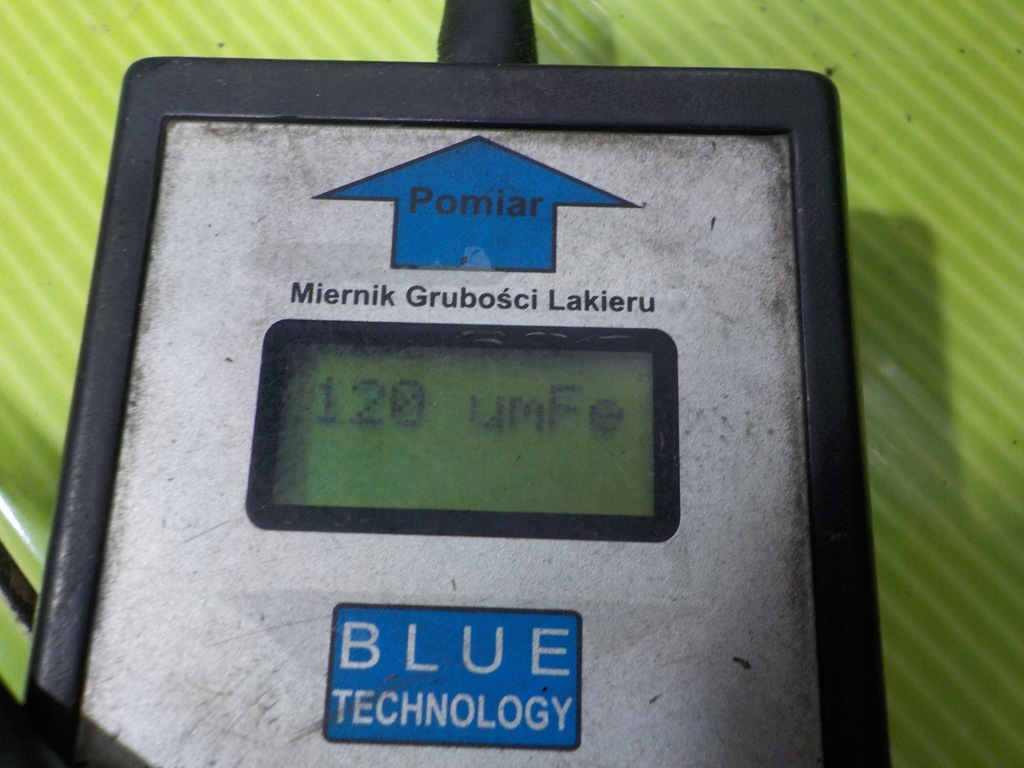 Pomiar
Miernik Grubości Lakieru
120 umFe
BLUE
TECHNOLOGY